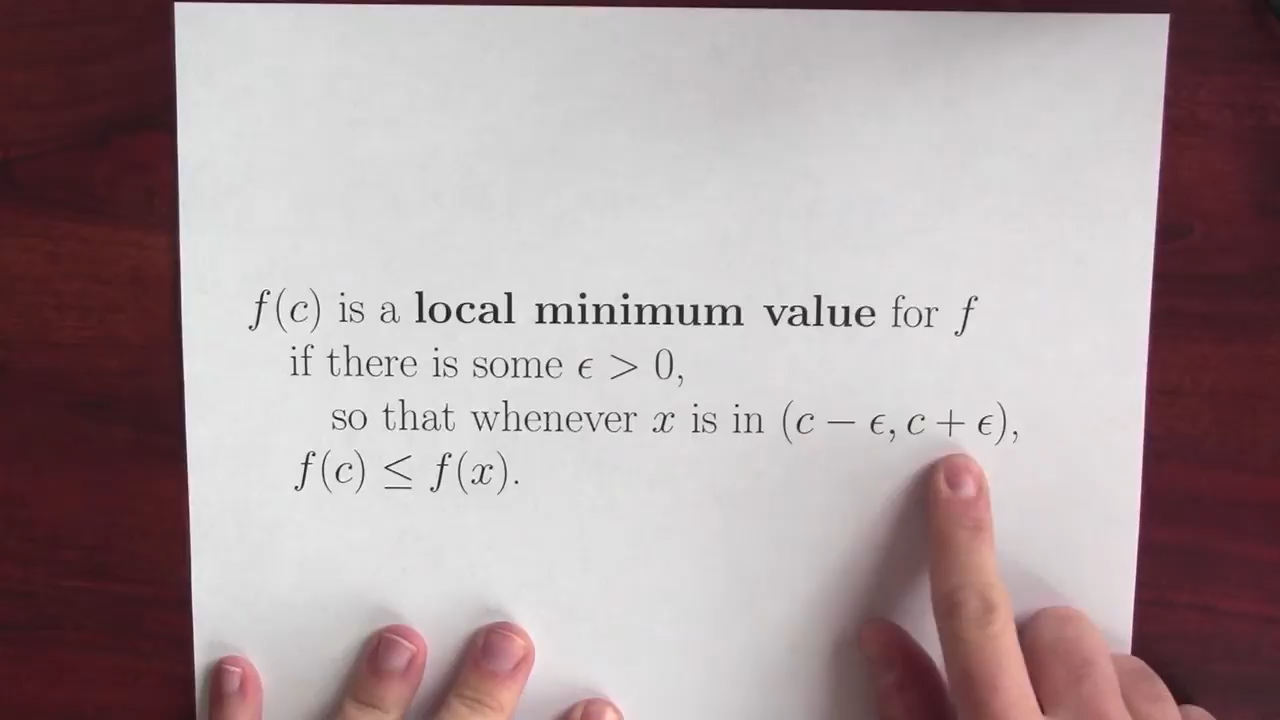 f(c) is a local minimum value for f
if there is some ϵ > 0,
so that whenever x is in (c − ϵ, c + ϵ),
f(c) ≤ f(x).